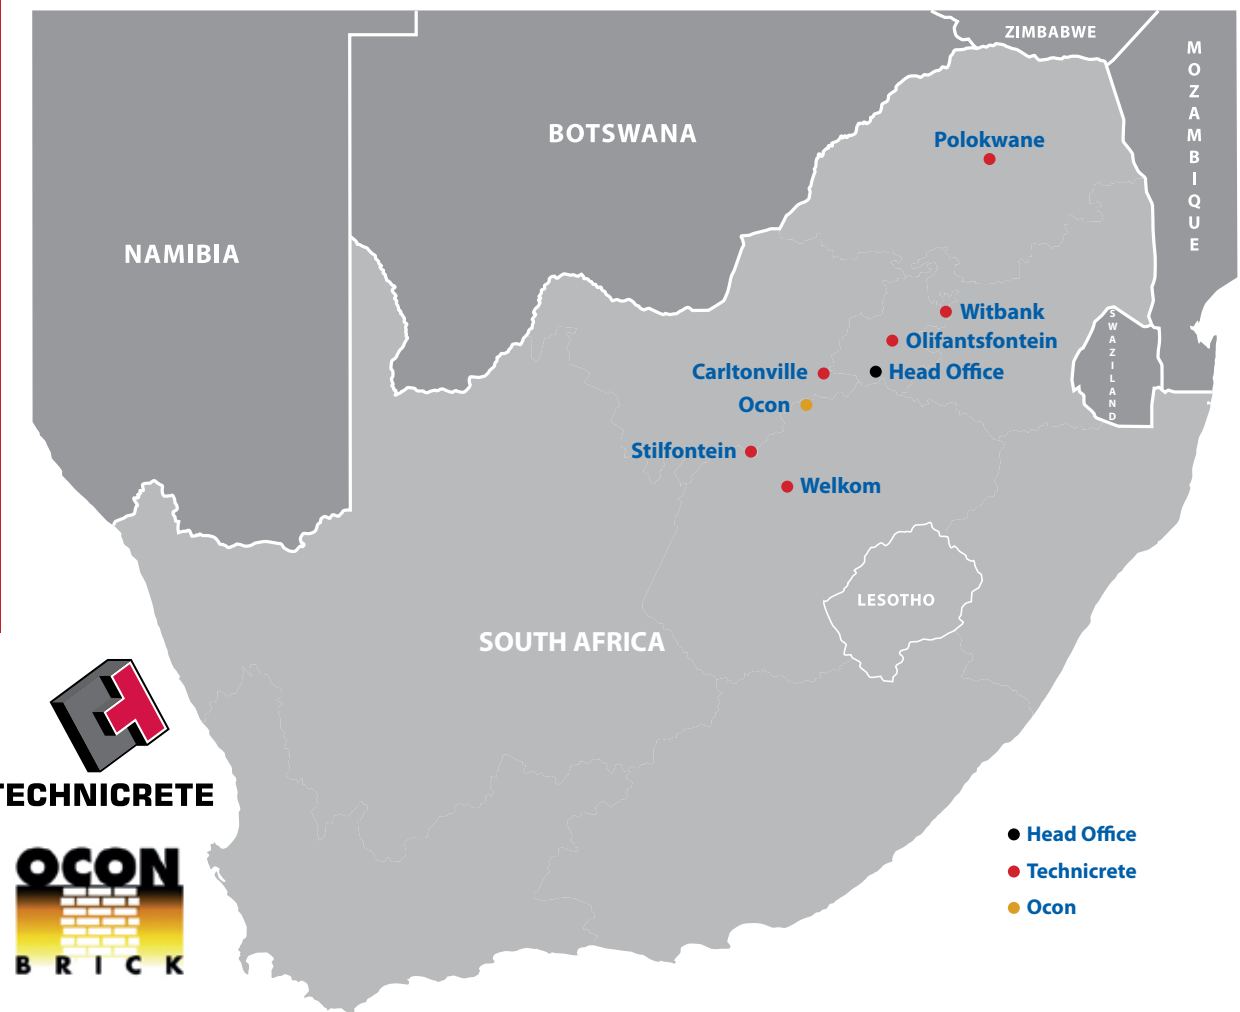 ZIMBABWE
MOZAMBIQUE
BOTSWANA
Polokwane
NAMIBIA
Witbank
SWAZILAND
Olifantsfontein
Carltonville
Head Office
Ocon
Stilfontein
Welkom
LESOTHO
SOUTH AFRICA
TECHNICRETE
OCON
BRICK
Head Office
Technicrete
Ocon